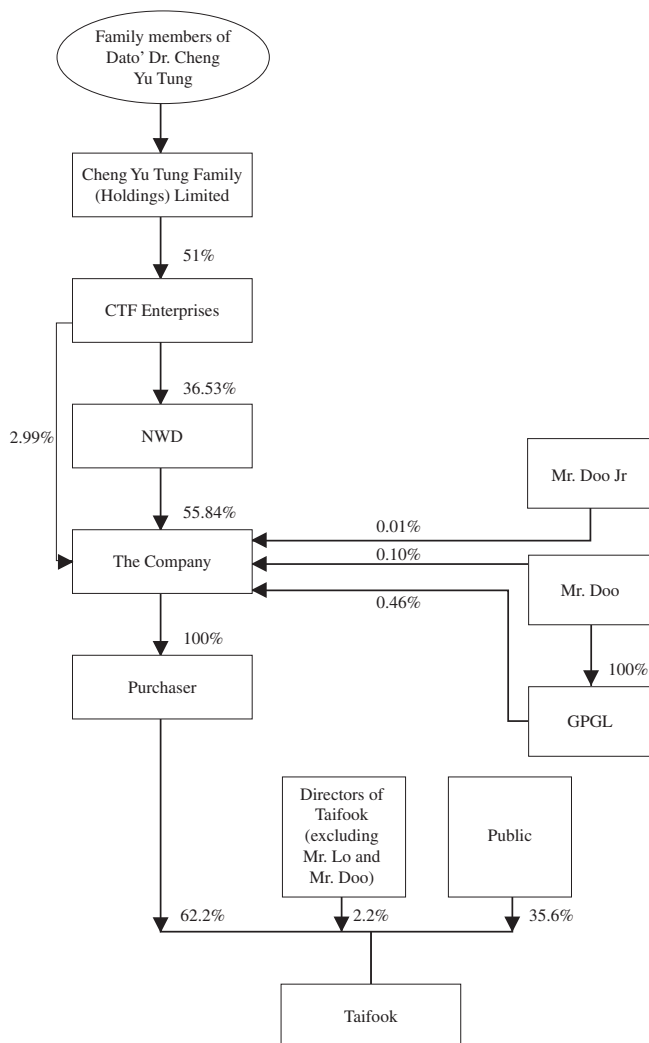 Family members of
Dato’ Dr. Cheng
Yu Tung
Cheng Yu Tung Family
(Holdings) Limited
51%
CTF Enterprises
36.53%
2.99%
NWD
Mr. Doo Jr
55.84%
0.01%
The Company
0.10%
Mr. Doo
0.46%
100%
100%
Purchaser
GPGL
Directors of
Taifook
(excluding
Mr. Lo and
Mr. Doo)
Public
62.2%
2.2%
35.6%
Taifook